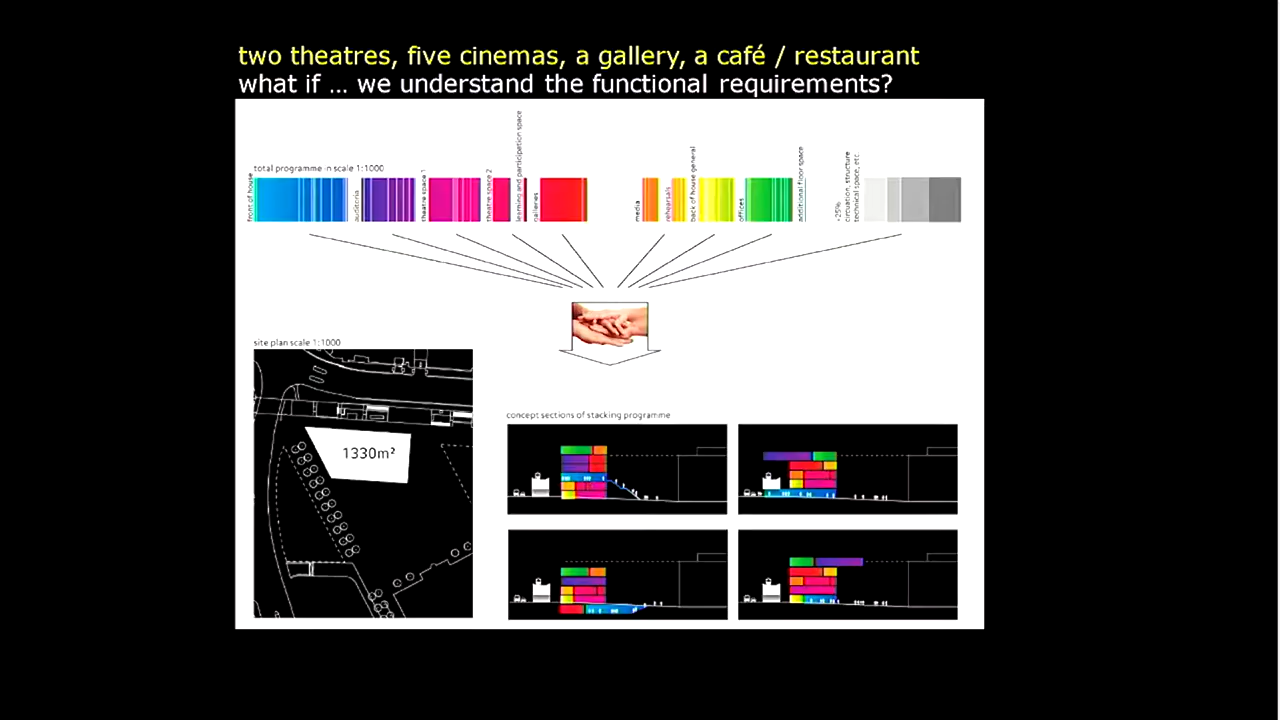 two theatres, five cinemas, a gallery, a café / restaurant
what if ... we understand the functional requirements?
total programme in scale 1:1000
front of house
auditoria
theatre space 1
theatre space 2
learning and participation space
galleries
media
rehearsals
back of house general
offices
additional floor space
+25%
circulation, structure
technical space, etc
site plan scale 1:1000
1330m²
concept sections of stacking programme